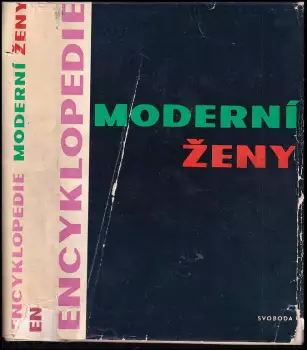 ENCYKLOPEDIE MODERNÍ ŽENY
EN
ENCYKLOPEDIE
MODERNÍ
ŽENY
SVOBODA